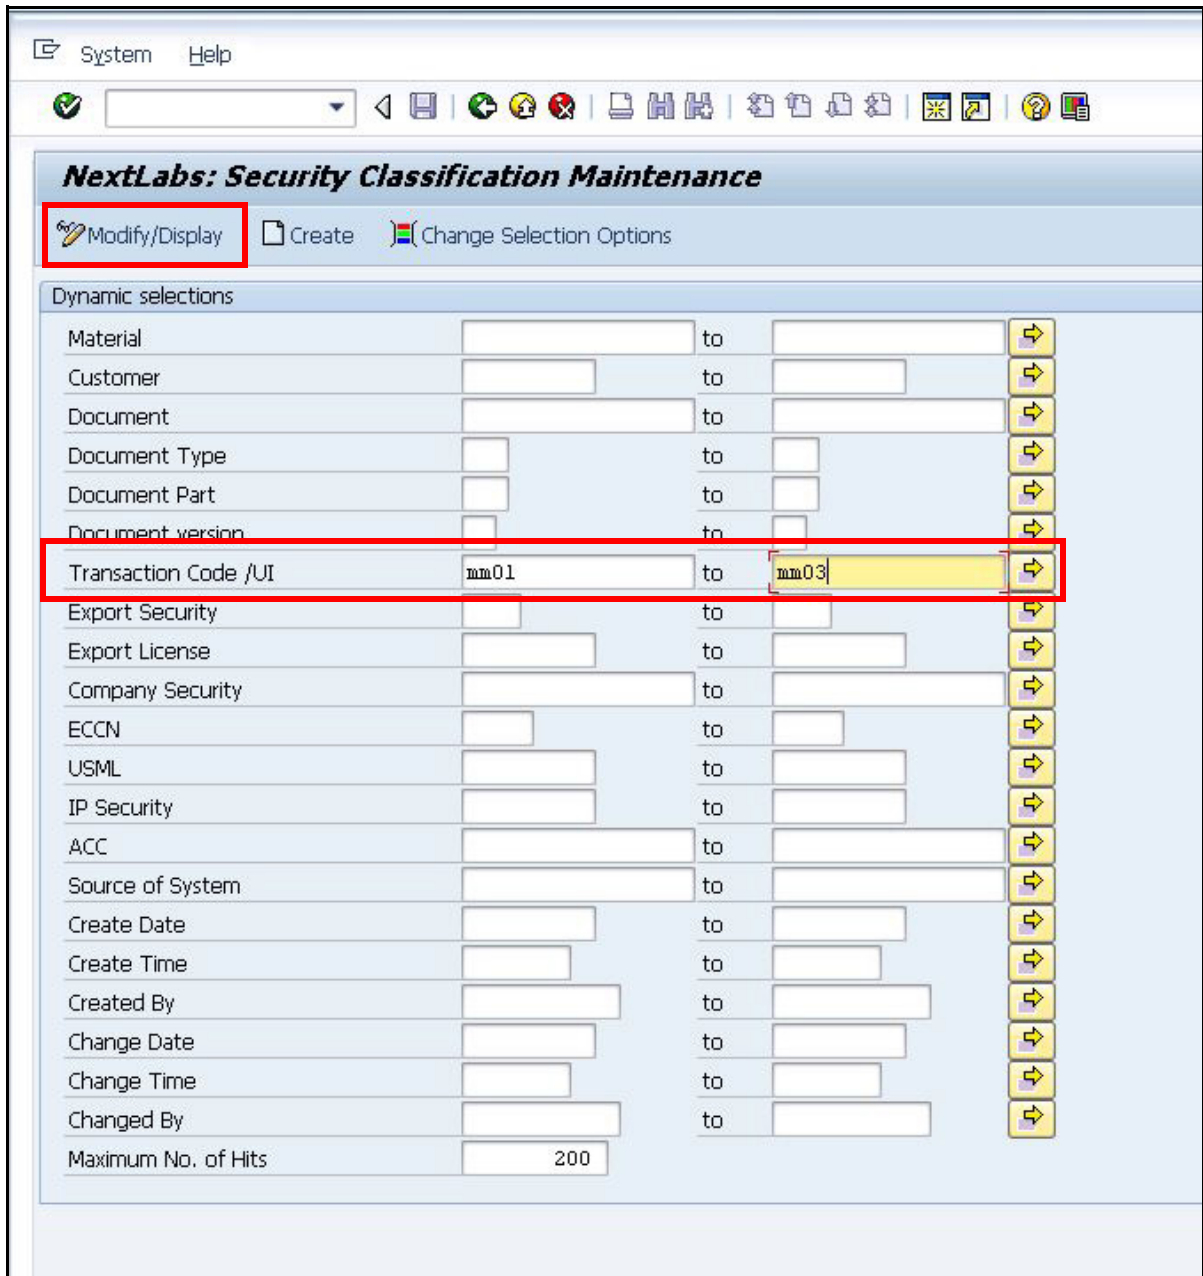 System Help
NextLabs: Security Classification Maintenance
Modify/Display Create Change Selection Options
Dynamic selections
Material to
Customer to
Document to
Document Type to
Document Part to
Document version to
Transaction Code /UI mm01 to mm03
Export Security to
Export License to
Company Security to
ECCN to
USML to
IP Security to
ACC to
Source of System to
Create Date to
Create Time to
Created By to
Change Date to
Change Time to
Changed By to
Maximum No. of Hits 200